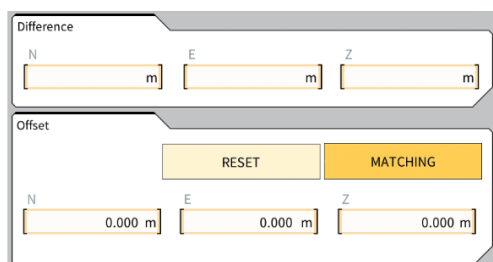 Difference
N E Z
m m m
Offset
RESET MATCHING
N E Z
0.000 m 0.000 m 0.000 m